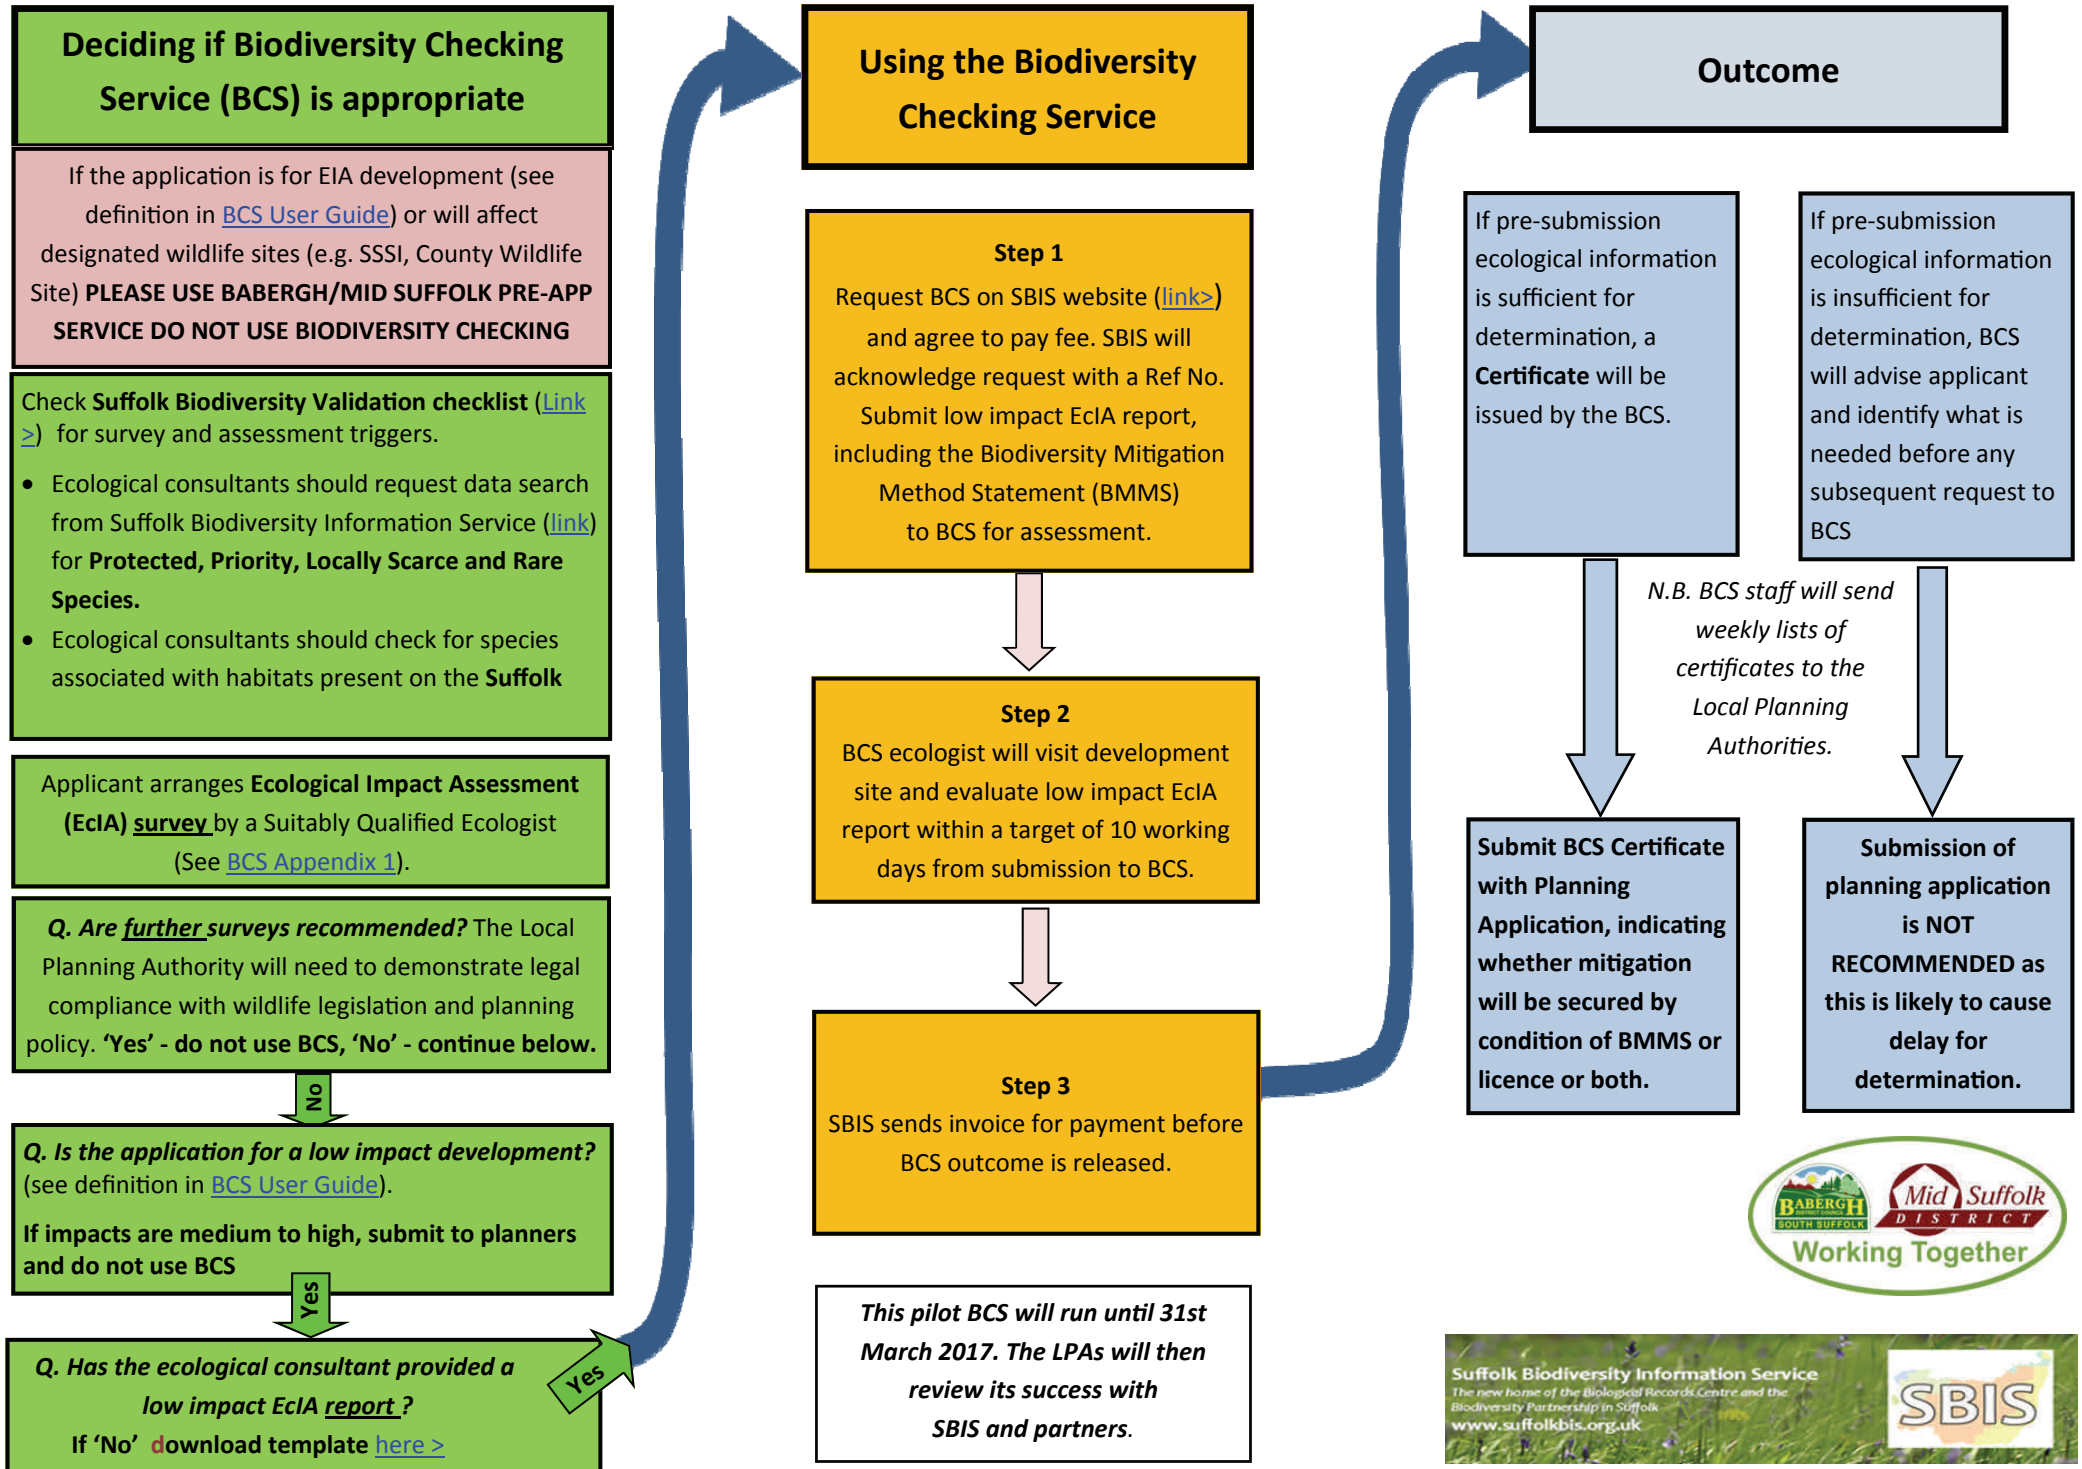 Deciding if Biodiversity Checking
Service (BCS) is appropriate
If the application is for EIA development (see
definition in BCS User Guide) or will affect
designated wildlife sites (e.g. SSSI, County Wildlife
Site) PLEASE USE BABERGH/MID SUFFOLK PRE-APP
SERVICE DO NOT USE BIODIVERSITY CHECKING
Check Suffolk Biodiversity Validation checklist (Link
>) for survey and assessment triggers.
• Ecological consultants should request data search
from Suffolk Biodiversity Information Service (link)
for Protected, Priority, Locally Scarce and Rare
Species.
• Ecological consultants should check for species
associated with habitats present on the Suffolk
Applicant arranges Ecological Impact Assessment
(EcIA) survey by a Suitably Qualified Ecologist
(See BCS Appendix 1).
Q. Are further surveys recommended? The Local
Planning Authority will need to demonstrate legal
compliance with wildlife legislation and planning
policy. ‘Yes’ - do not use BCS, ‘No’ - continue below.
No
Q. Is the application for a low impact development?
(see definition in BCS User Guide).
If impacts are medium to high, submit to planners
and do not use BCS
Yes
Q. Has the ecological consultant provided a
low impact EcIA report ?
If ‘No’ download template here >
Yes
Using the Biodiversity
Checking Service
Step 1
Request BCS on SBIS website (link>)
and agree to pay fee. SBIS will
acknowledge request with a Ref No.
Submit low impact EcIA report,
including the Biodiversity Mitigation
Method Statement (BMMS)
to BCS for assessment.
Step 2
BCS ecologist will visit development
site and evaluate low impact EcIA
report within a target of 10 working
days from submission to BCS.
Step 3
SBIS sends invoice for payment before
BCS outcome is released.
This pilot BCS will run until 31st
March 2017. The LPAs will then
review its success with
SBIS and partners.
Outcome
If pre-submission
ecological information
is sufficient for
determination, a
Certificate will be
issued by the BCS.
If pre-submission
ecological information
is insufficient for
determination, BCS
will advise applicant
and identify what is
needed before any
subsequent request to
BCS
N.B. BCS staff will send
weekly lists of
certificates to the
Local Planning
Authorities.
Submit BCS Certificate
with Planning
Application, indicating
whether mitigation
will be secured by
condition of BMMS or
licence or both.
Submission of
planning application
is NOT
RECOMMENDED as
this is likely to cause
delay for
determination.
BABERGH
DISTRICT COUNCIL
SOUTH SUFFOLK
Mid Suffolk
DISTRICT
Working Together
Suffolk Biodiversity Information Service
The new home of the Biological Records Centre and the
Biodiversity Partnership in Suffolk
www.suffolkbis.org.uk
SBIS